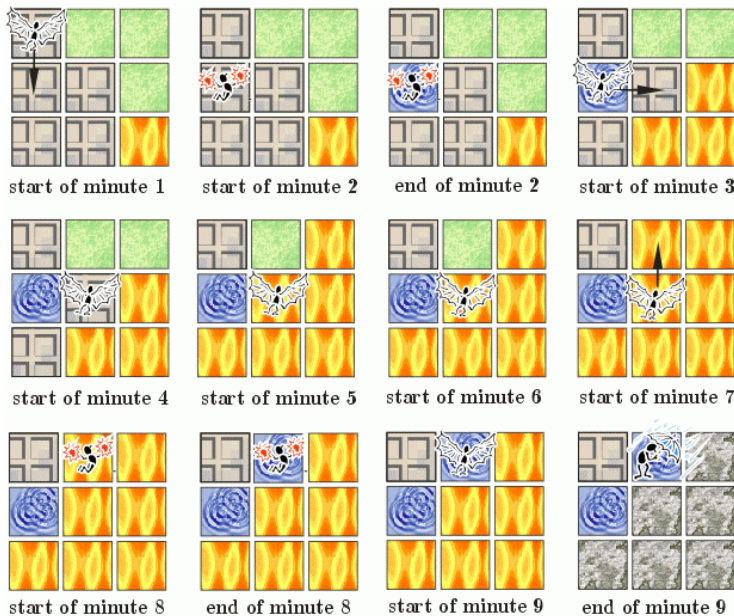 start of minute 1
start of minute 2
end of minute 2
start of minute 3
start of minute 4
start of minute 5
start of minute 6
start of minute 7
start of minute 8
end of minute 8
start of minute 9
end of minute 9